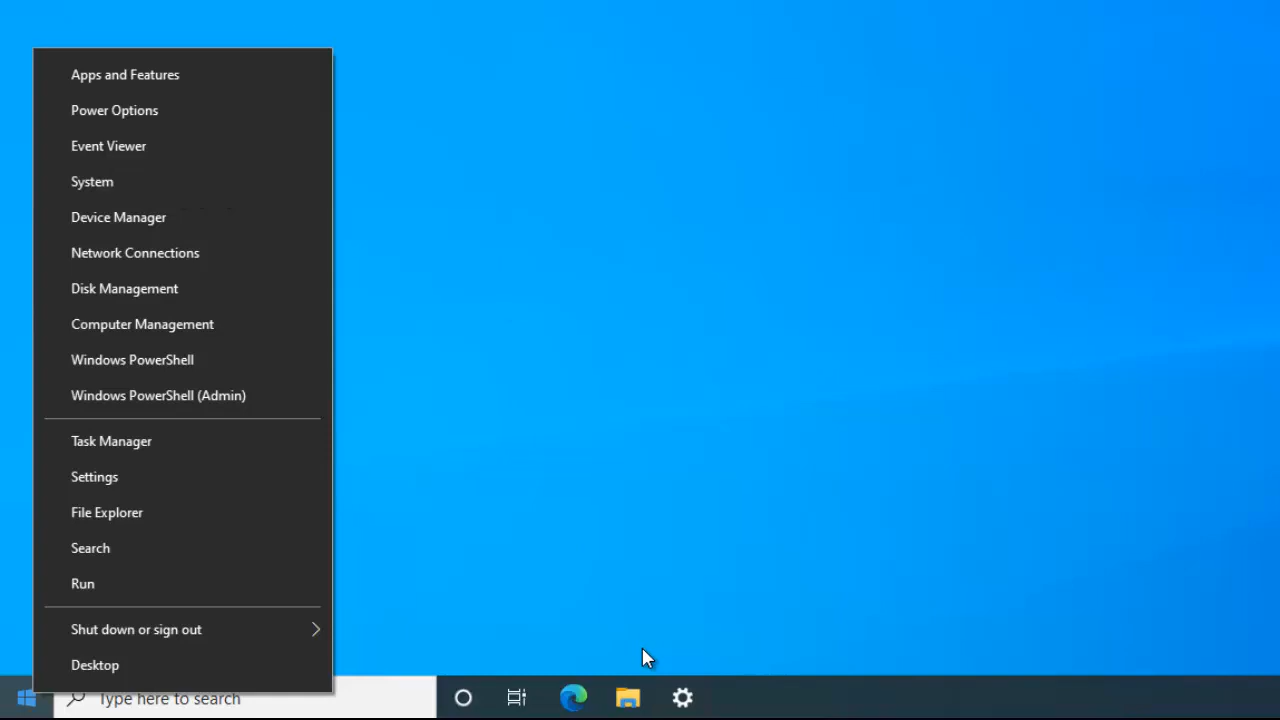 Apps and Features
Power Options
Event Viewer
System
Device Manager
Network Connections
Disk Management
Computer Management
Windows PowerShell
Windows PowerShell (Admin)
Task Manager
Settings
File Explorer
Search
Run
Shut down or sign out
Desktop
Type here to search